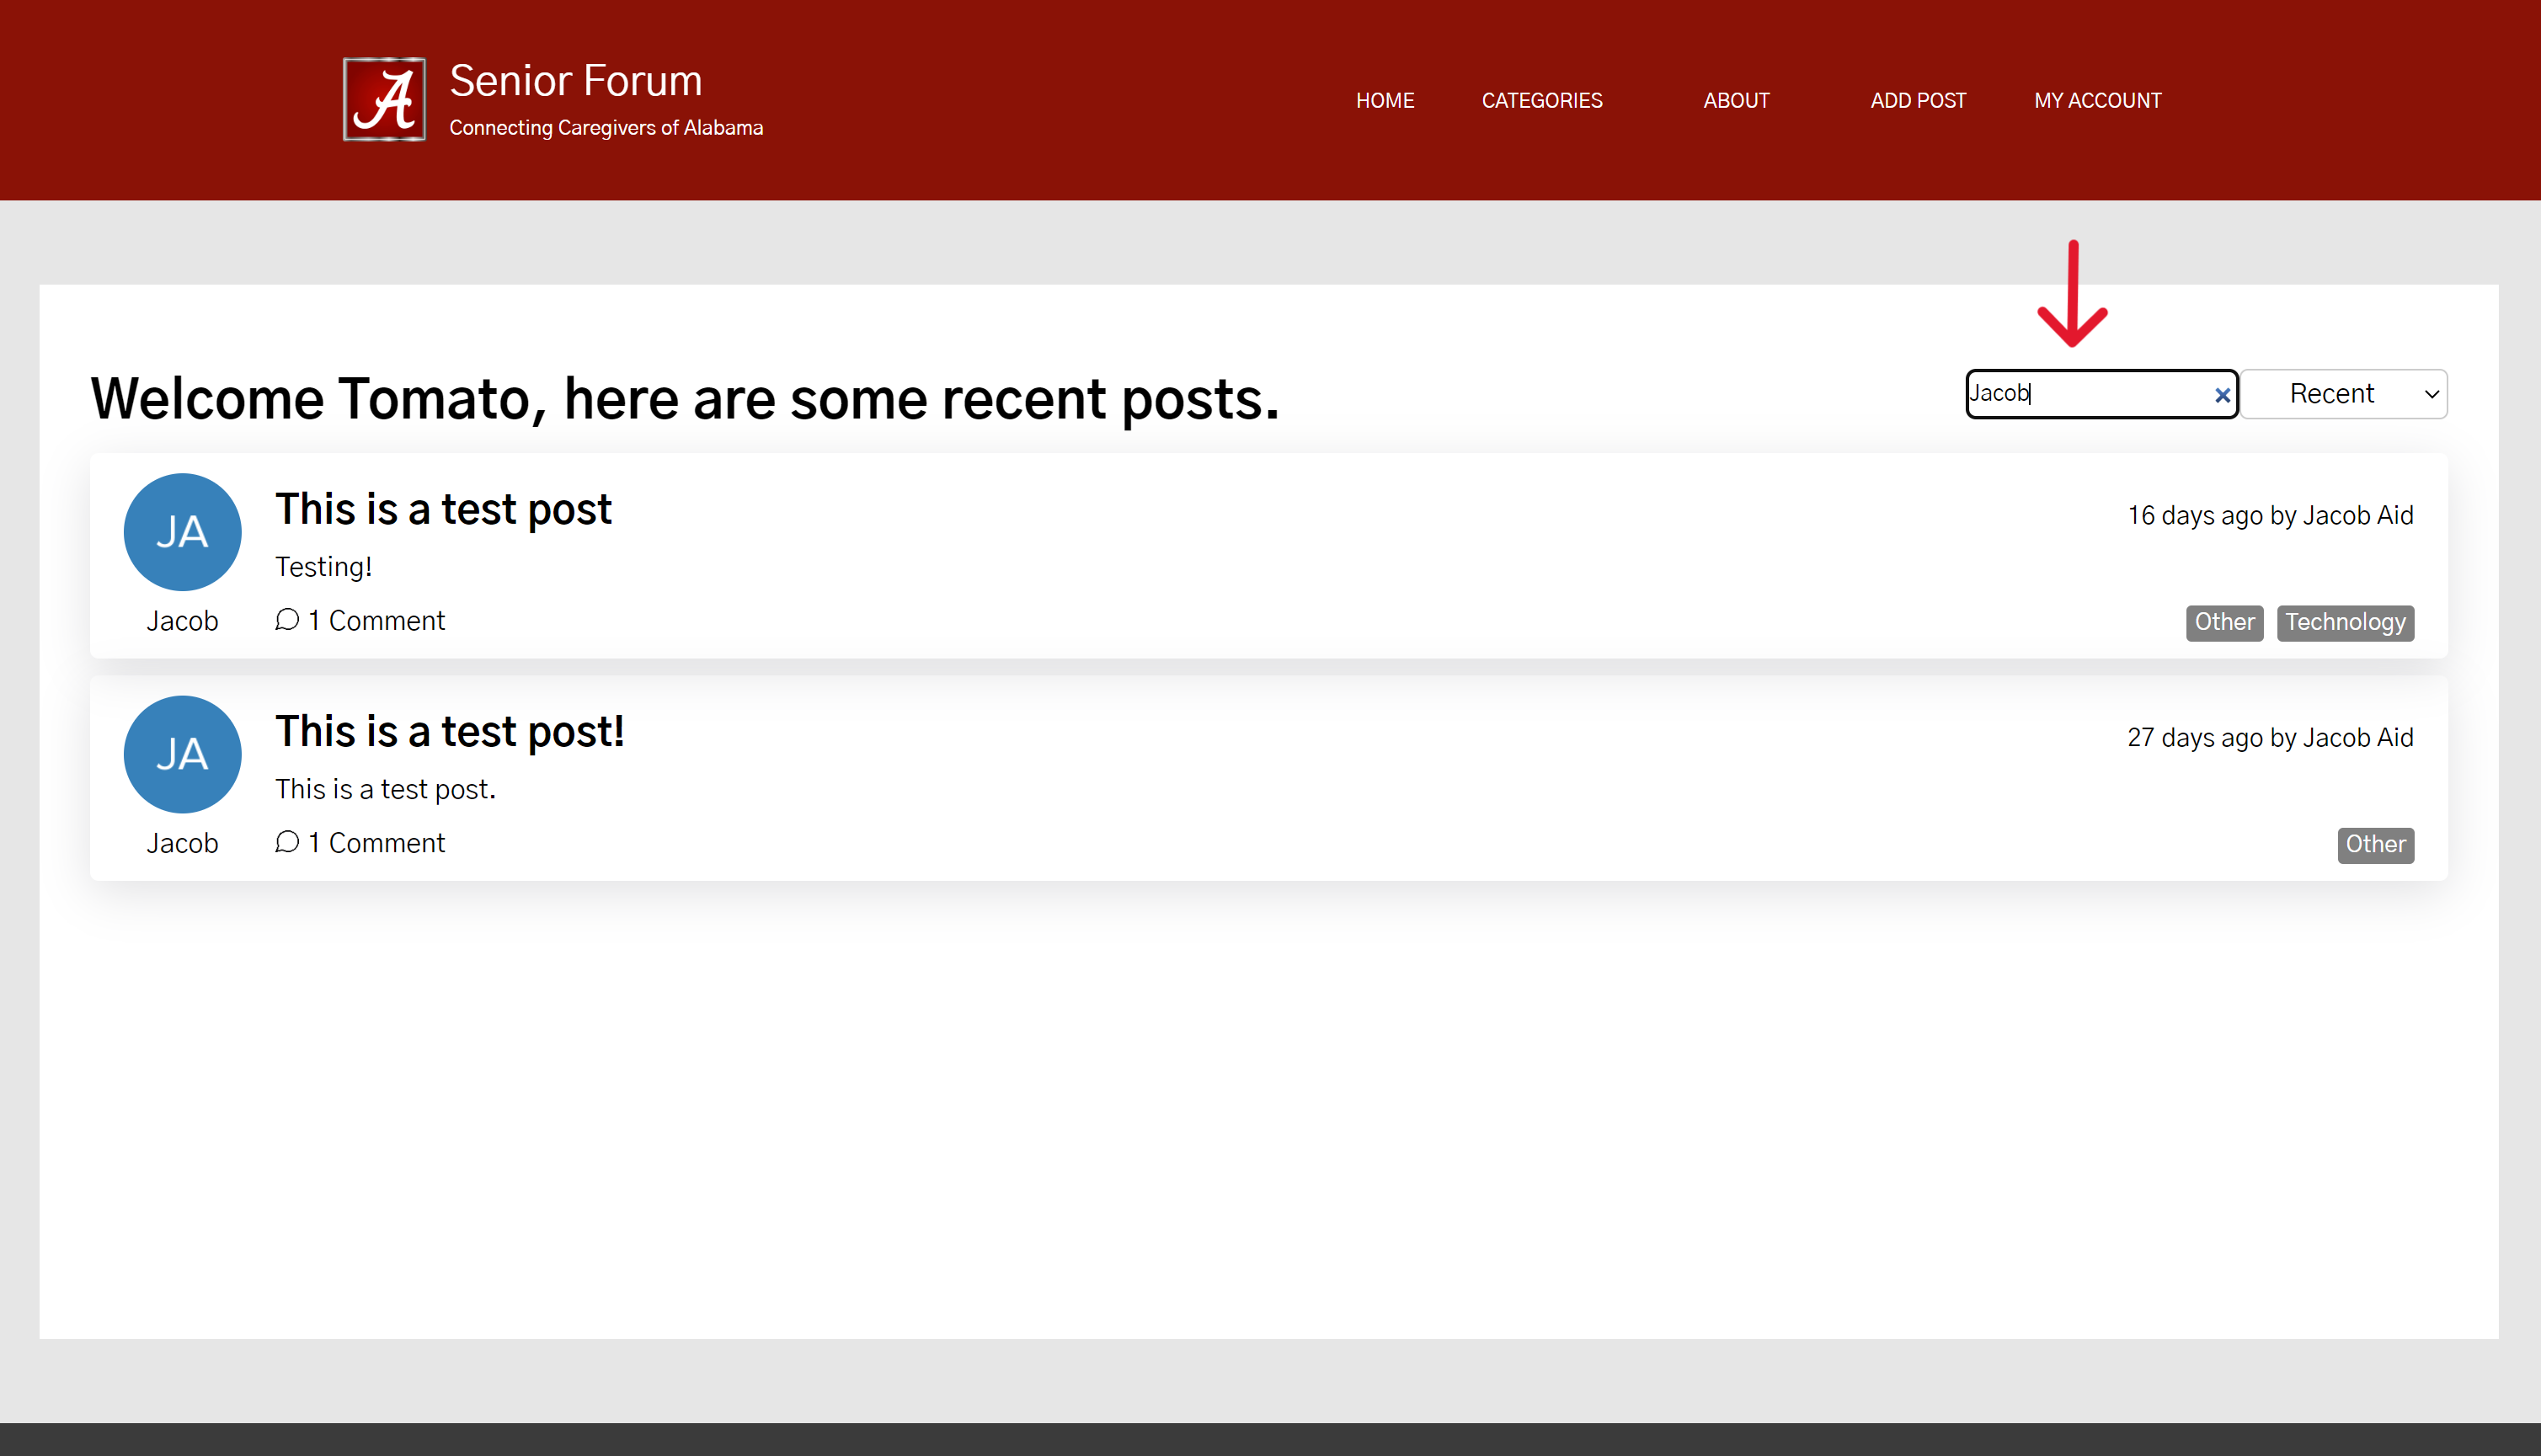 A
Senior Forum
Connecting Caregivers of Alabama
HOME CATEGORIES ABOUT ADD POST MY ACCOUNT
Welcome Tomato, here are some recent posts.
Jacob
Recent
JA
Jacob
This is a test post
Testing!
1 Comment
16 days ago by Jacob Aid
Other Technology
JA
Jacob
This is a test post!
This is a test post.
1 Comment
27 days ago by Jacob Aid
Other